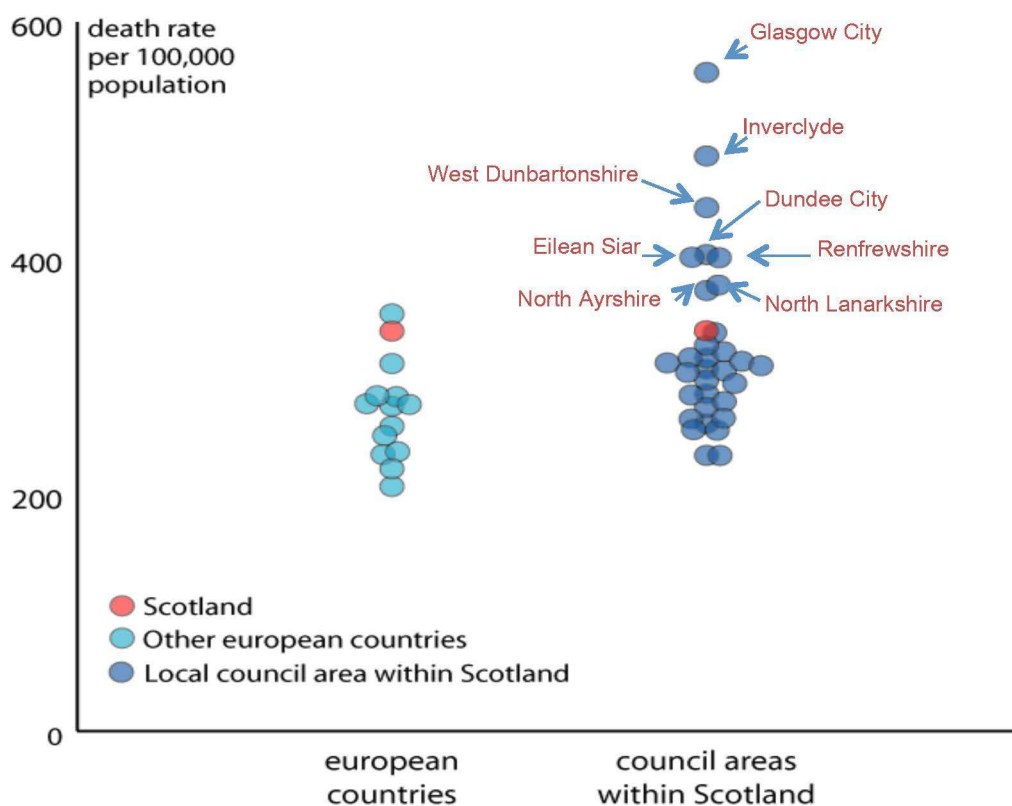 600
death rate
per 100,000
population
Glasgow City
Inverclyde
West Dunbartonshire
Dundee City
Eilean Siar
Renfrewshire
400
North Ayrshire
North Lanarkshire
200
Scotland
Other european countries
Local council area within Scotland
0
european
countries
council areas
within Scotland